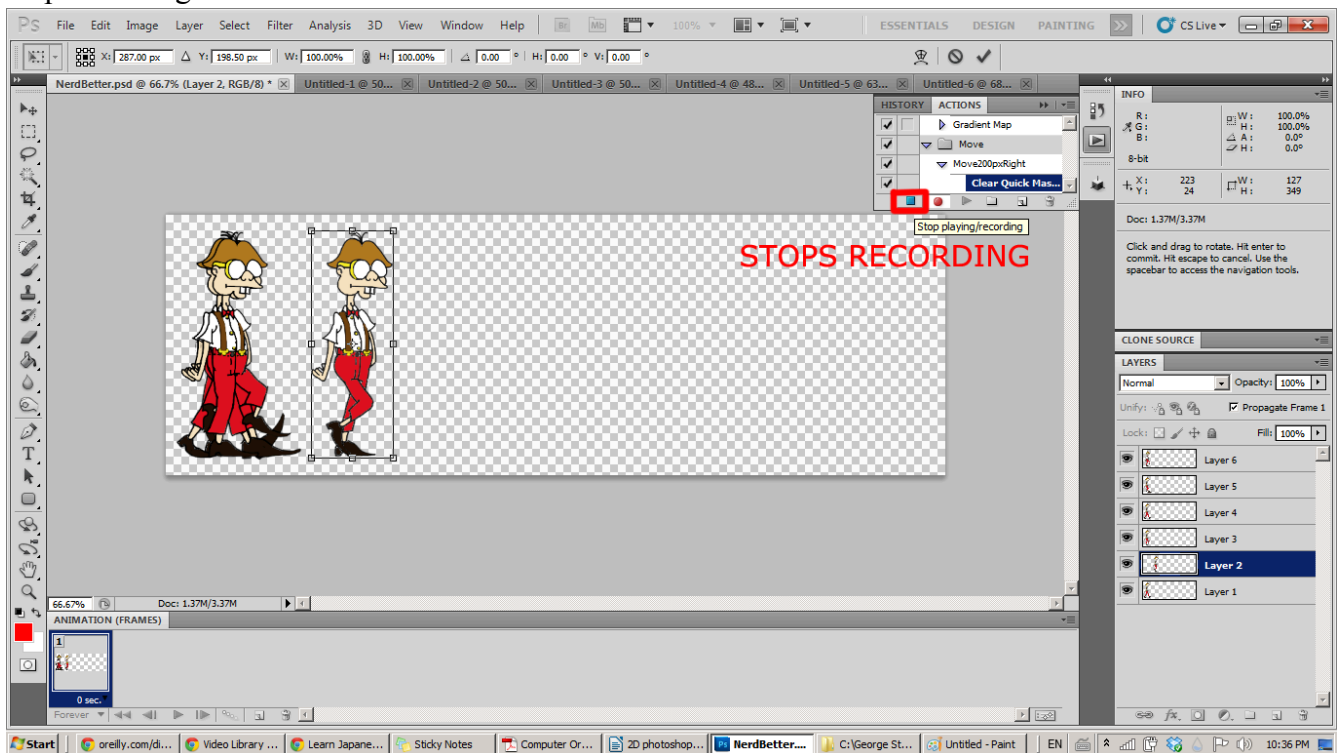 PS File Edit Image Layer Select Filter Analysis 3D View Window Help Br Mb 100% ESSENTIALS DESIGN PAINTING CS Live
X: 287.00 px Y: 198.50 px W: 100.00% H: 100.00% 0.00 ° H: 0.00 ° V: 0.00 °
NerdBetter.psd @ 66.7% (Layer 2, RGB/8) * Untitled-1 @ 50... Untitled-2 @ 50... Untitled-3 @ 50... Untitled-4 @ 48... Untitled-5 @ 63... Untitled-6 @ 68...
HISTORY ACTIONS
Gradient Map
Move
Move200pxRight
Clear Quick Mas...
Stop playing/recording
STOPS RECORDING
INFO
R: W: 100.0%
G: H: 100.0%
B: A: 0.0°
H: 0.0°
8-bit
X: 223 W: 127
Y: 24 H: 349
Doc: 1.37M/3.37M
Click and drag to rotate. Hit enter to
commit. Hit escape to cancel. Use the
spacebar to access the navigation tools.
CLONE SOURCE
LAYERS
Normal Opacity: 100%
Unify: Propagate Frame 1
Lock: Fill: 100%
Layer 6
Layer 5
Layer 4
Layer 3
Layer 2
Layer 1
66.67% Doc: 1.37M/3.37M
ANIMATION (FRAMES)
1
0 sec.
Forever
Start oreilly.com/di... Video Library ... Learn Japane... Sticky Notes Computer Or... 2D photoshop... Ps NerdBetter.... C:\George St... Untitled - Paint EN 10:36 PM